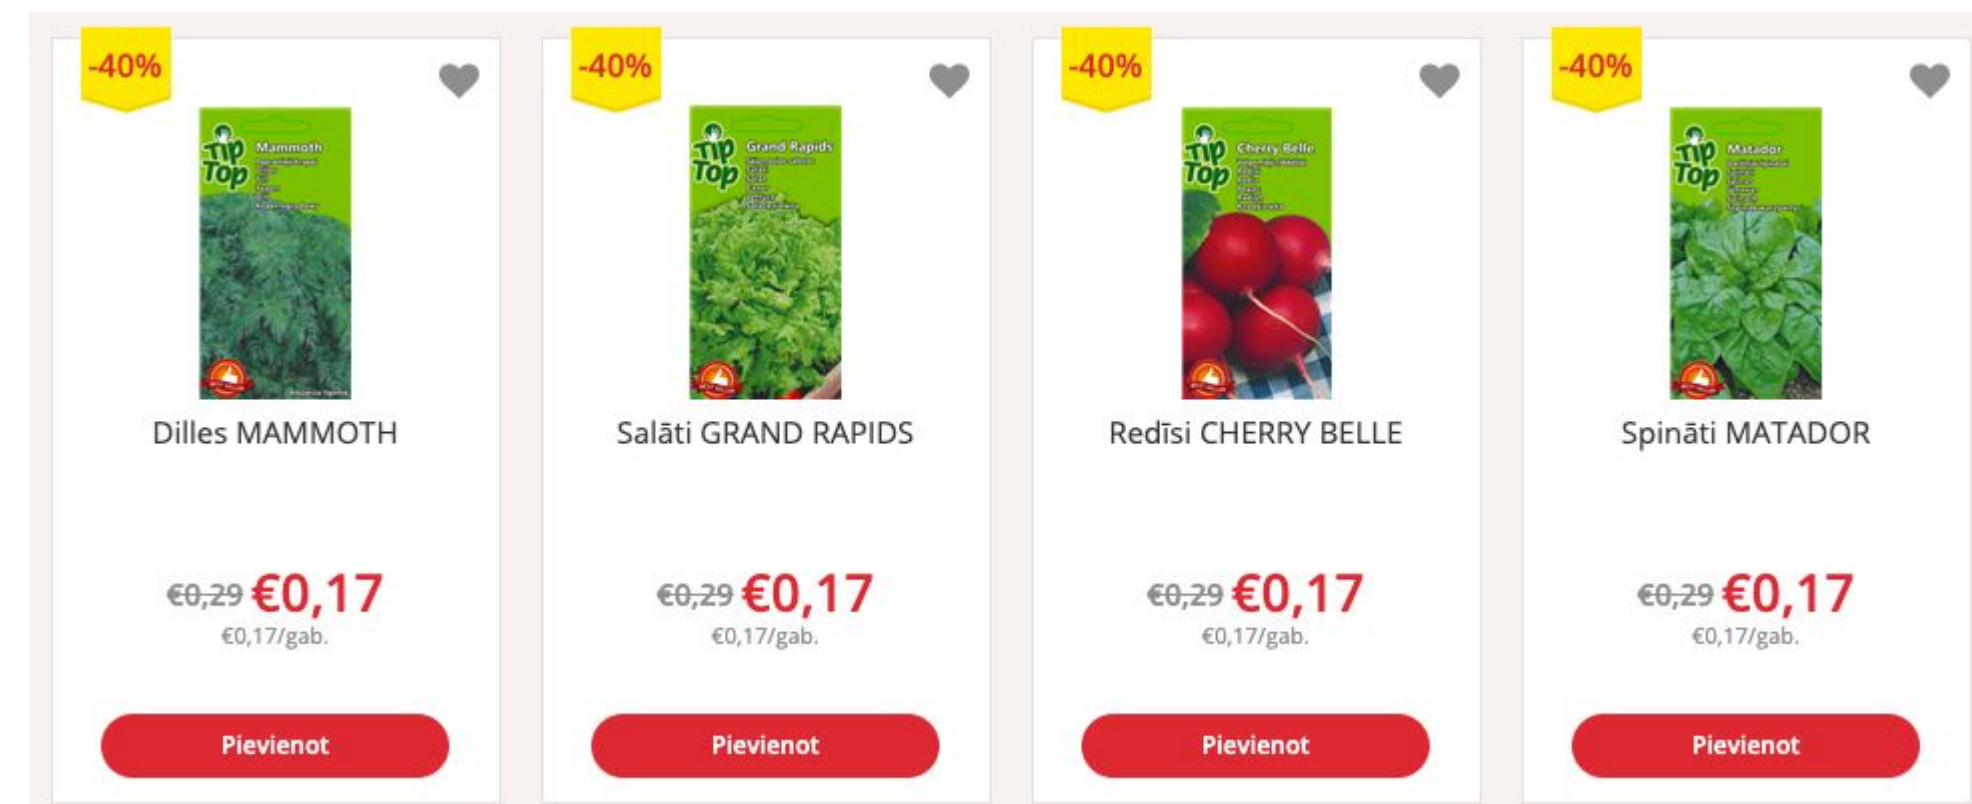 -40%
Tip
Top
Mammoth
Dilles MAMMOTH
€0,29 €0,17
€0,17/gab.
Pievienot
-40%
Tip
Top
Grand Rapids
Salāti GRAND RAPIDS
€0,29 €0,17
€0,17/gab.
Pievienot
-40%
Tip
Top
Cherry Belle
Redīsi CHERRY BELLE
€0,29 €0,17
€0,17/gab.
Pievienot
-40%
Tip
Top
Matador
Spināti MATADOR
€0,29 €0,17
€0,17/gab.
Pievienot